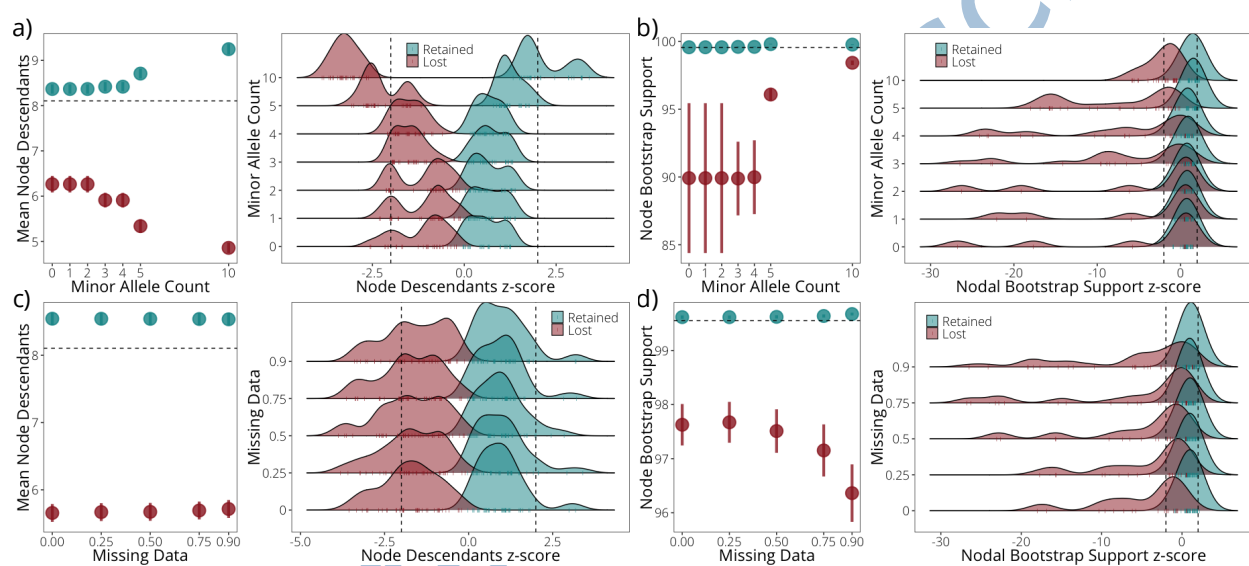 a)
Mean Node Descendants
9
8
7
6
5
0 1 2 3 4 5 10
Minor Allele Count
Minor Allele Count
10
5
4
3
2
1
0
Retained
Lost
-2.5 0.0 2.5
Node Descendants z-score
b)
Node Bootstrap Support
100
95
90
85
0 1 2 3 4 5 10
Minor Allele Count
Minor Allele Count
10
5
4
3
2
1
0
Retained
Lost
-30 -20 -10 0
Nodal Bootstrap Support z-score
c)
Mean Node Descendants
8
7
6
0.00 0.25 0.50 0.75 0.90
Missing Data
Missing Data
0.9
0.75
0.5
0.25
0
Retained
Lost
-5.0 -2.5 0.0 2.5
Node Descendants z-score
d)
Node Bootstrap Support
99
98
97
96
0.00 0.25 0.50 0.75 0.90
Missing Data
Missing Data
0.9
0.75
0.5
0.25
0
Retained
Lost
-30 -20 -10 0
Nodal Bootstrap Support z-score